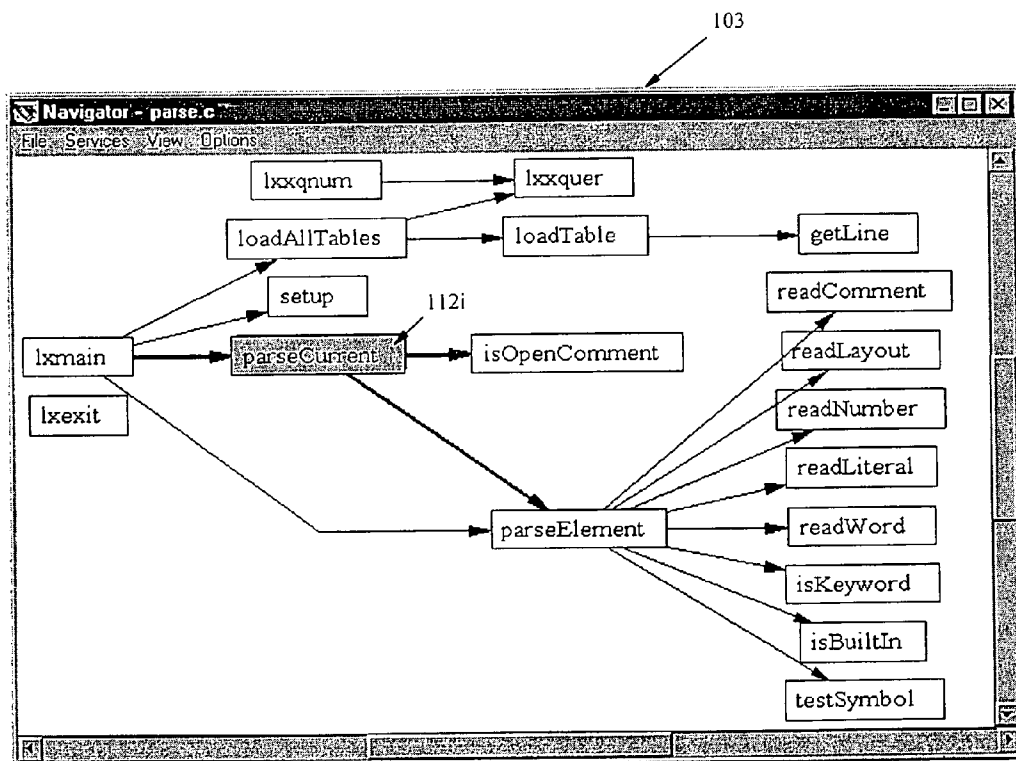 103
Navigator - parse.c
File Services View Options
lxxqnum
lxxquer
loadAllTables
loadTable
getLine
setup
112i
readComment
lxmain
parseCurrent
isOpenComment
readLayout
lxexit
readNumber
readLiteral
parseElement
readWord
isKeyword
isBuiltIn
testSymbol